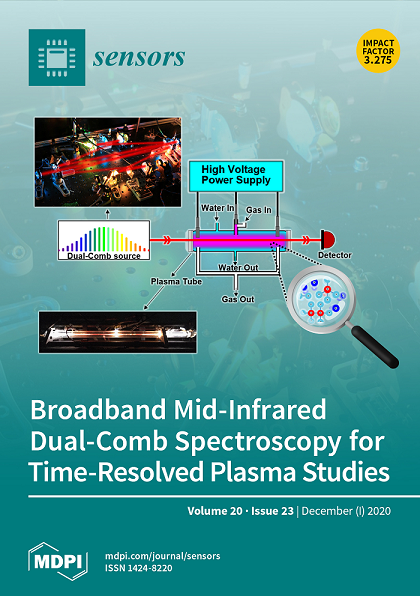 sensors
IMPACT
FACTOR
3.275
High Voltage
Power Supply
Water In
Gas In
Dual-Comb source
Detector
Water Out
Plasma Tube
Gas Out
Broadband Mid-Infrared
Dual-Comb Spectroscopy for
Time-Resolved Plasma Studies
Volume 20 · Issue 23 | December (I) 2020
MDPI
mdpi.com/journal/sensors
ISSN 1424-8220